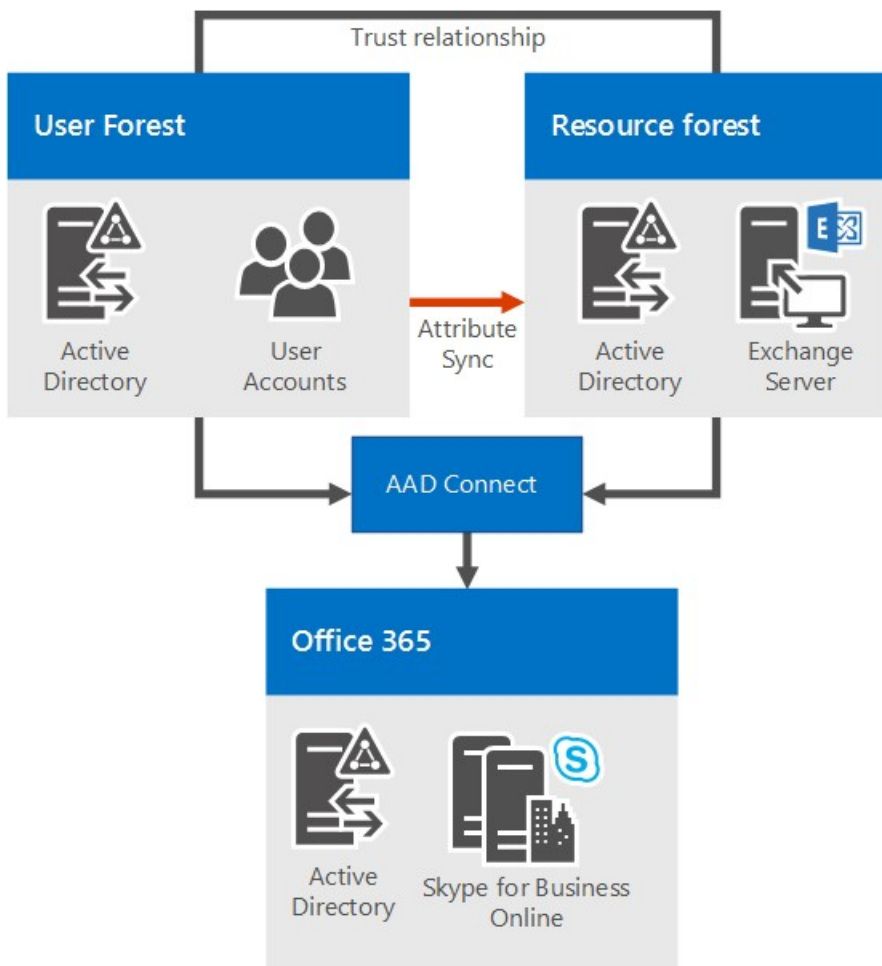 Trust relationship
User Forest
Resource forest
E
Active
Directory
User
Accounts
Attribute
Sync
Active
Directory
Exchange
Server
AAD Connect
Office 365
S
Active
Directory
Skype for Business
Online